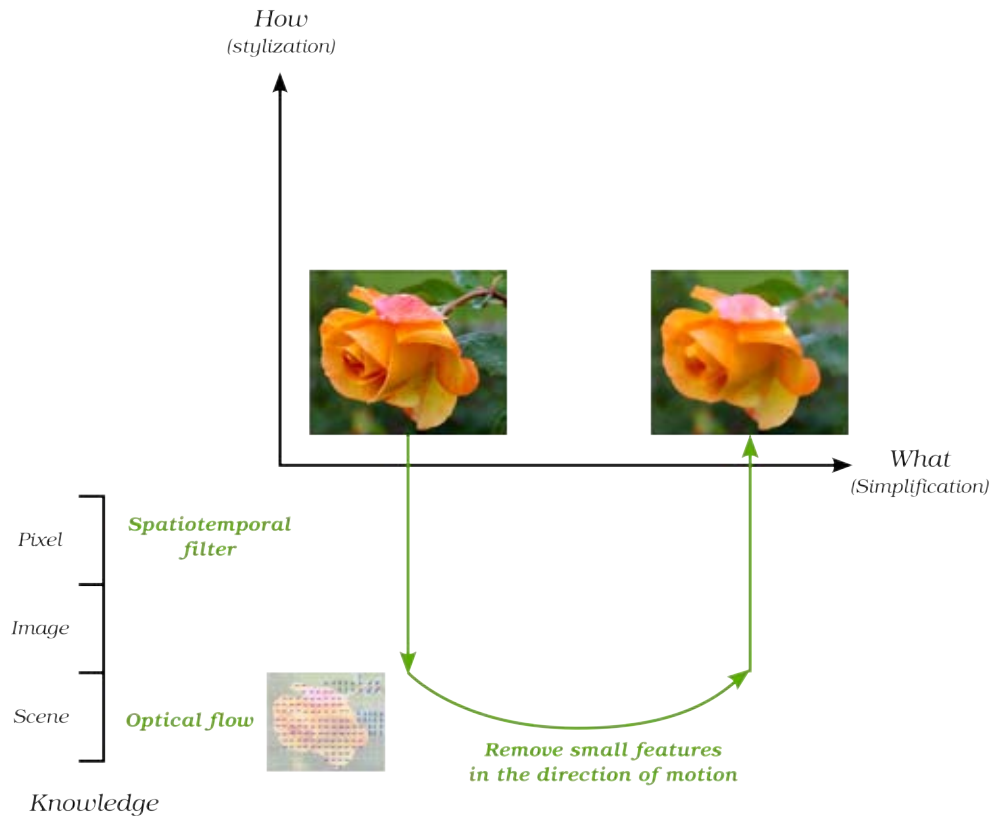 How
(stylization)
What
(Simplification)
Pixel
Spatiotemporal
filter
Image
Scene
Optical flow
Remove small features
in the direction of motion
Knowledge